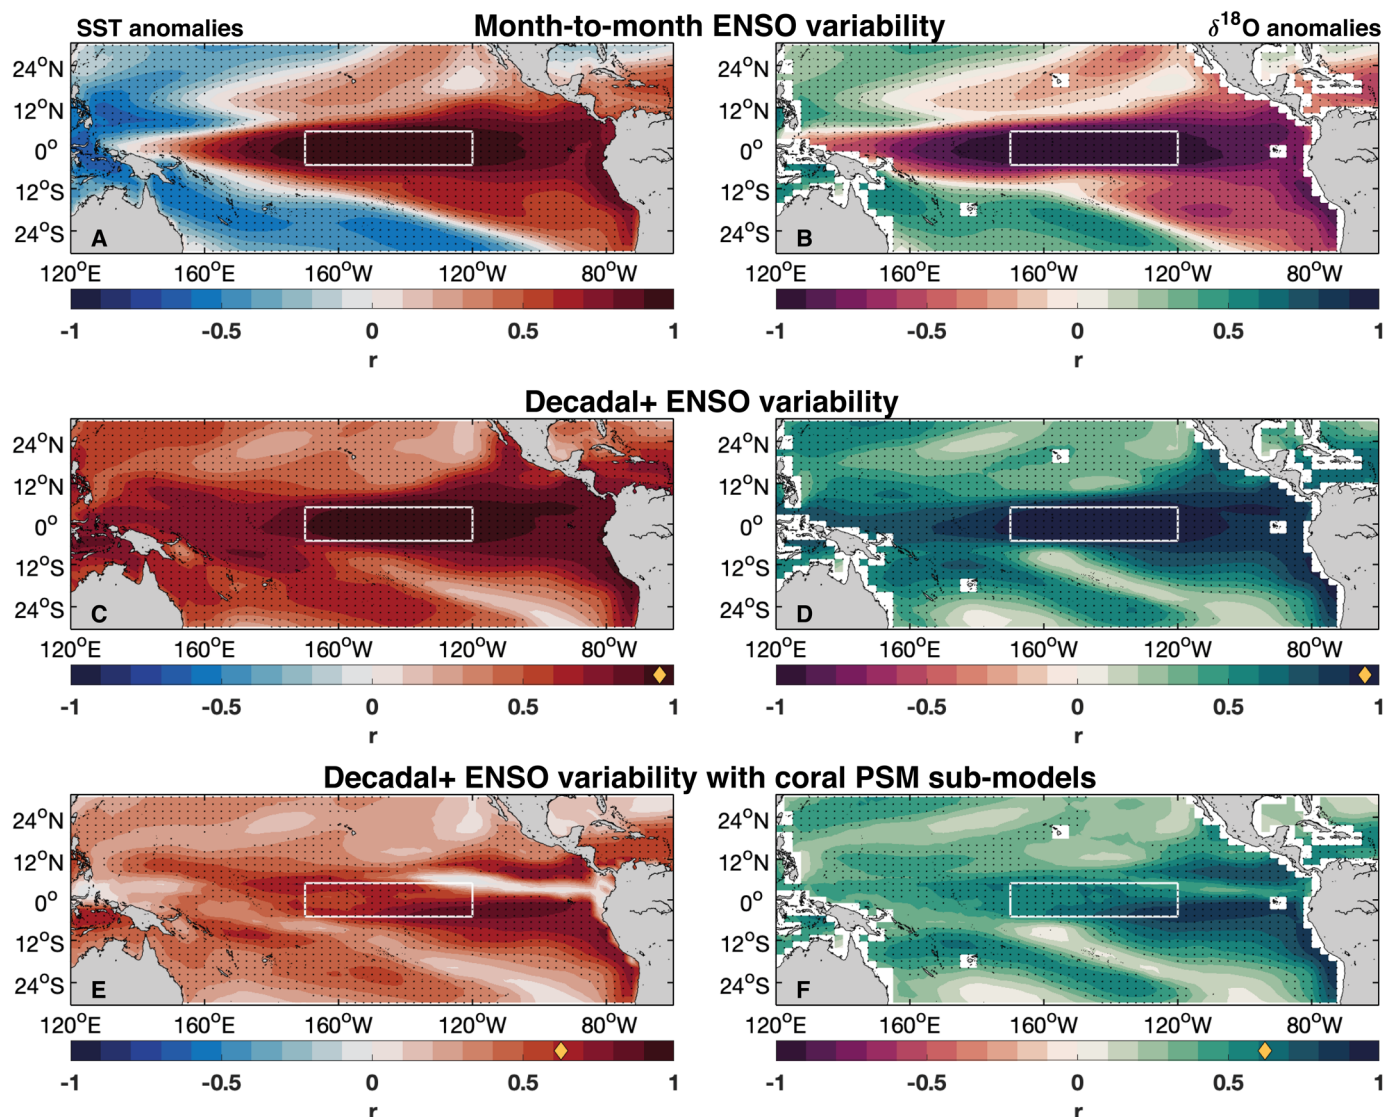 SST anomalies Month-to-month ENSO variability δ¹⁸O anomalies
24°N 24°N
12°N 12°N
0° 0°
12°S 12°S
24°S 24°S
A B
120°E 160°E 160°W 120°W 80°W 120°E 160°E 160°W 120°W 80°W
-1 -0.5 0 0.5 1 -1 -0.5 0 0.5 1
r r
Decadal+ ENSO variability
24°N 24°N
12°N 12°N
0° 0°
12°S 12°S
24°S 24°S
C D
120°E 160°E 160°W 120°W 80°W 120°E 160°E 160°W 120°W 80°W
-1 -0.5 0 0.5 1 -1 -0.5 0 0.5 1
r r
Decadal+ ENSO variability with coral PSM sub-models
24°N 24°N
12°N 12°N
0° 0°
12°S 12°S
24°S 24°S
E F
120°E 160°E 160°W 120°W 80°W 120°E 160°E 160°W 120°W 80°W
-1 -0.5 0 0.5 1 -1 -0.5 0 0.5 1
r r